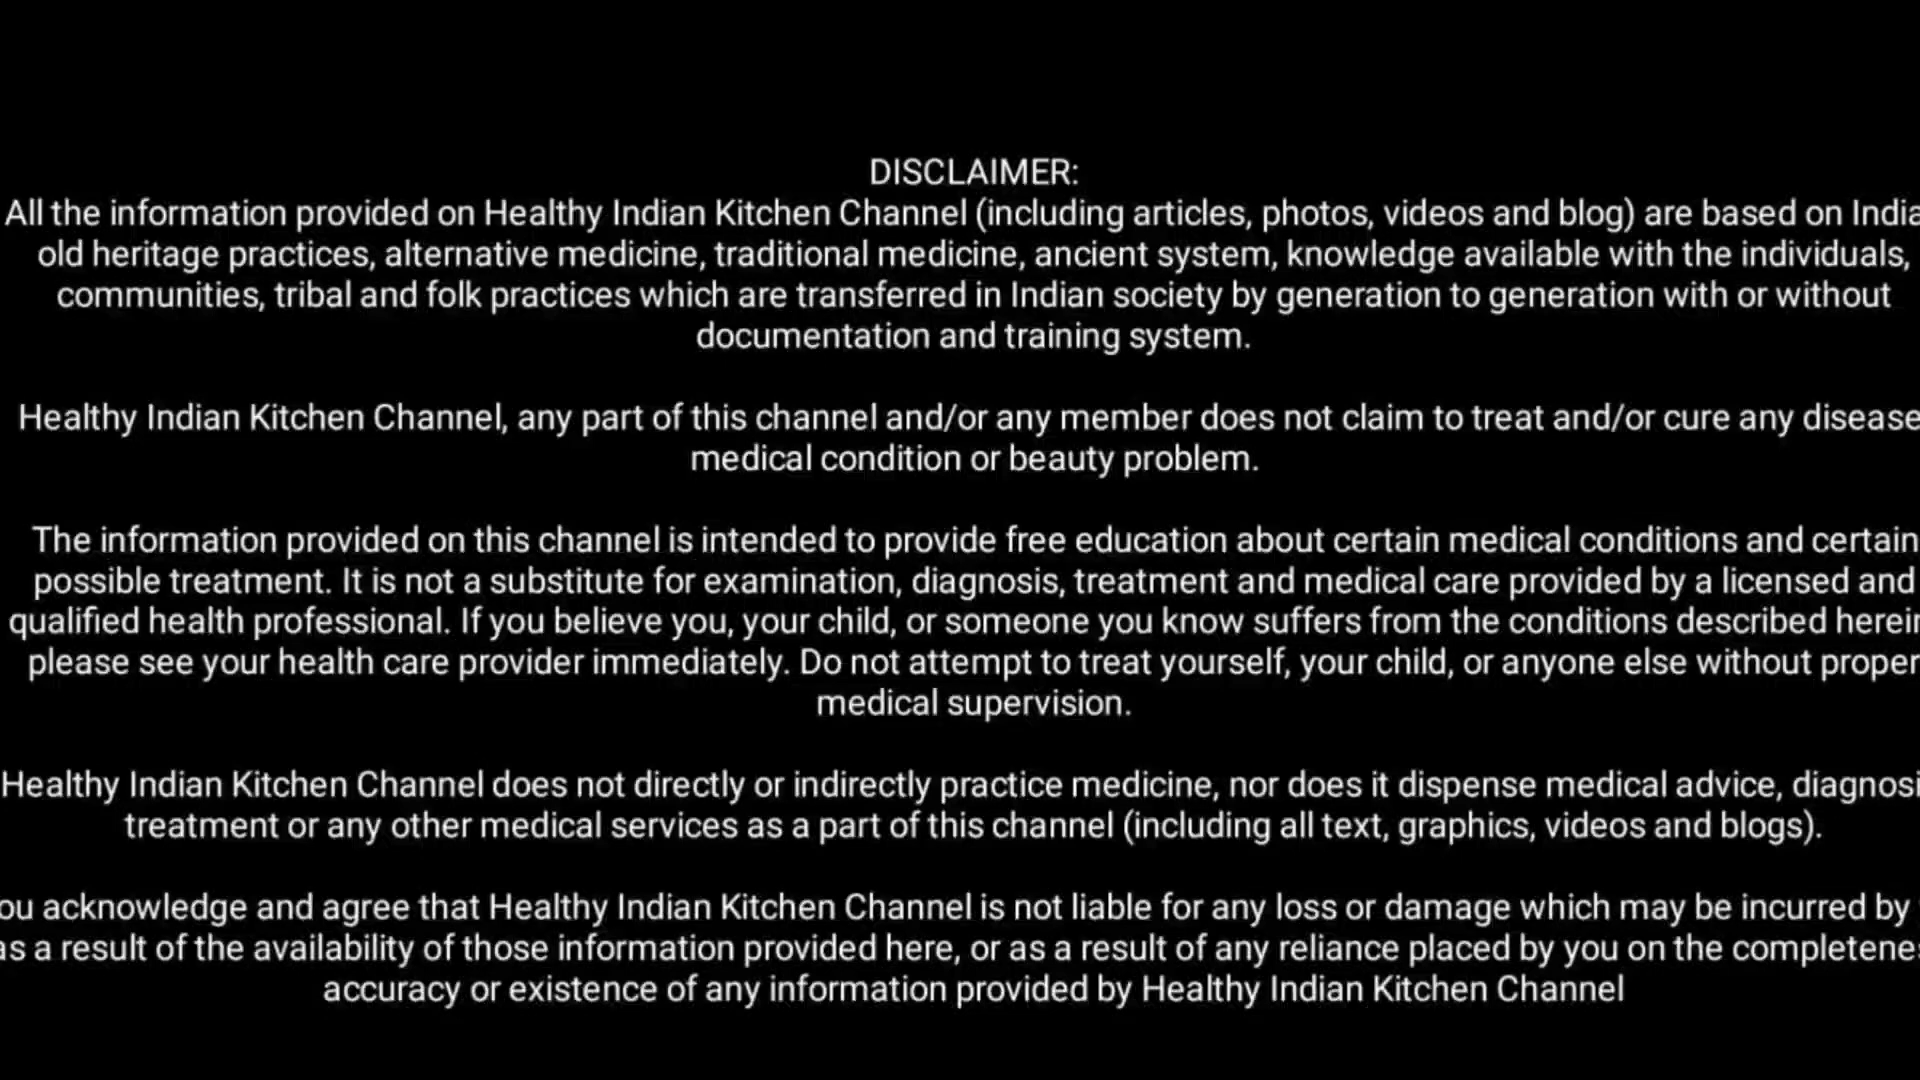 DISCLAIMER:
All the information provided on Healthy Indian Kitchen Channel (including articles, photos, videos and blog) are based on India
old heritage practices, alternative medicine, traditional medicine, ancient system, knowledge available with the individuals,
communities, tribal and folk practices which are transferred in Indian society by generation to generation with or without
documentation and training system.
Healthy Indian Kitchen Channel, any part of this channel and/or any member does not claim to treat and/or cure any disease
medical condition or beauty problem.
The information provided on this channel is intended to provide free education about certain medical conditions and certain
possible treatment. It is not a substitute for examination, diagnosis, treatment and medical care provided by a licensed and
qualified health professional. If you believe you, your child, or someone you know suffers from the conditions described herein
please see your health care provider immediately. Do not attempt to treat yourself, your child, or anyone else without proper
medical supervision.
Healthy Indian Kitchen Channel does not directly or indirectly practice medicine, nor does it dispense medical advice, diagnosi
treatment or any other medical services as a part of this channel (including all text, graphics, videos and blogs).
ou acknowledge and agree that Healthy Indian Kitchen Channel is not liable for any loss or damage which may be incurred by
as a result of the availability of those information provided here, or as a result of any reliance placed by you on the completenes
accuracy or existence of any information provided by Healthy Indian Kitchen Channel